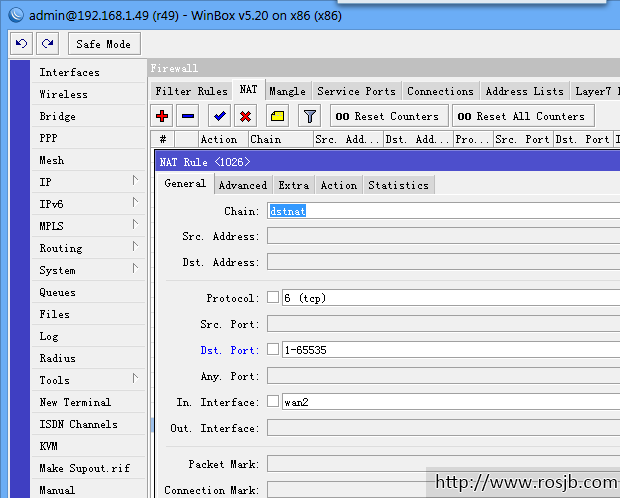 admin@192.168.1.49 (r49) - WinBox v5.20 on x86 (x86)
Safe Mode
Interfaces
Wireless
Bridge
PPP
Mesh
IP
IPv6
MPLS
Routing
System
Queues
Files
Log
Radius
Tools
New Terminal
ISDN Channels
KVM
Make Supout.rif
Manual
Firewall
Filter Rules NAT Mangle Service Ports Connections Address Lists Layer7
00 Reset Counters 00 Reset All Counters
# Action Chain Src. Add... Dst. Add... Pro... Src. Port Dst. Port
NAT Rule <1026>
General Advanced Extra Action Statistics
Chain: dstnat
Src. Address:
Dst. Address:
Protocol: 6 (tcp)
Src. Port:
Dst. Port: 1-65535
Any. Port:
In. Interface: wan2
Out. Interface:
Packet Mark:
Connection Mark:
http://www.rosjb.com